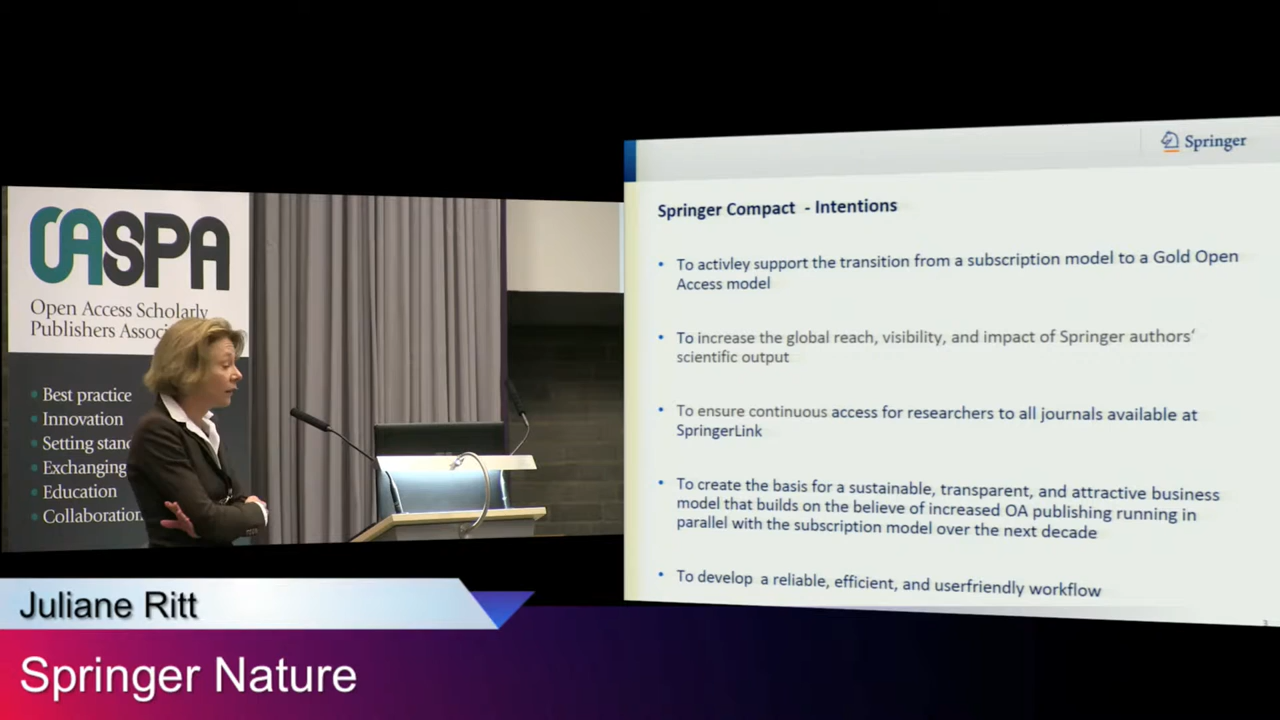 OASPA
Open Access Scholarly
Publishers
Best practice
Innovation
Setting
Exchanging
Education
Collaboration
Juliane Ritt
Springer Nature
Springer
Springer Compact - Intentions
• To activley support the transition from a subscription model to a Gold Open
Access model
• To increase the global reach, visibility, and impact of Springer authors‘
scientific output
• To ensure continuous access for researchers to all journals available at
SpringerLink
• To create the basis for a sustainable, transparent, and attractive business
model that builds on the believe of increased OA publishing running in
parallel with the subscription model over the next decade
• To develop a reliable, efficient, and userfriendly workflow
3